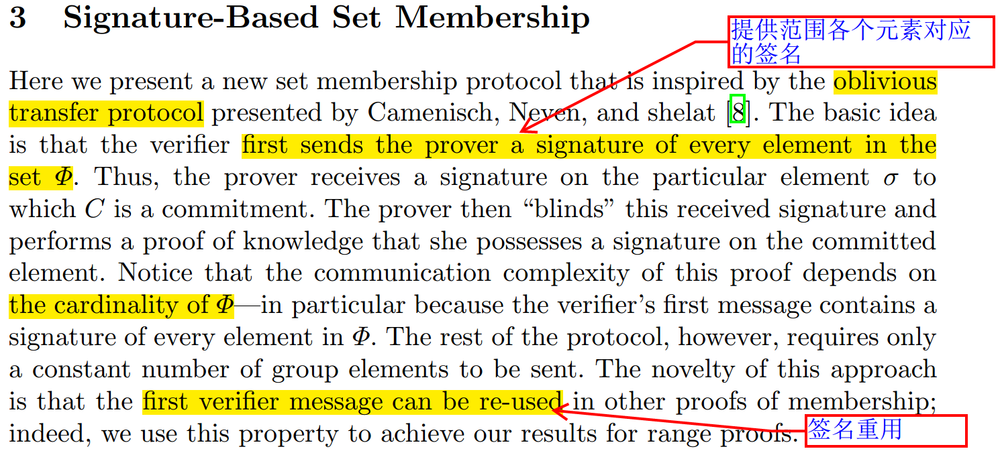 3 Signature-Based Set Membership
提供范围各个元素对应
的签名
Here we present a new set membership protocol that is inspired by the oblivious
transfer protocol presented by Camenisch, Neven, and shelat [8]. The basic idea
is that the verifier first sends the prover a signature of every element in the
set Φ. Thus, the prover receives a signature on the particular element σ to
which C is a commitment. The prover then “blinds” this received signature and
performs a proof of knowledge that she possesses a signature on the committed
element. Notice that the communication complexity of this proof depends on
the cardinality of Φ—in particular because the verifier’s first message contains a
signature of every element in Φ. The rest of the protocol, however, requires only
a constant number of group elements to be sent. The novelty of this approach
is that the first verifier message can be re-used in other proofs of membership;
indeed, we use this property to achieve our results for range proofs.
签名重用